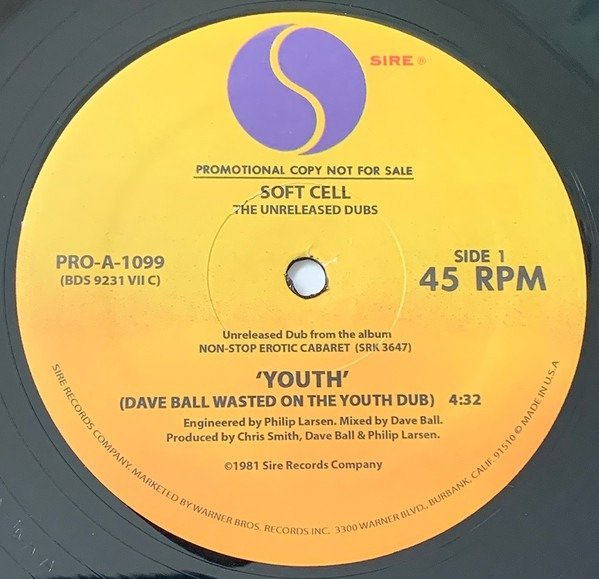 SIRE ®
PROMOTIONAL COPY NOT FOR SALE
SOFT CELL
THE UNRELEASED DUBS
PRO-A-1099
(BDS 9231 VII C)
SIDE 1
45 RPM
Unreleased Dub from the album
NON-STOP EROTIC CABARET (SRK 3647)
'YOUTH'
(DAVE BALL WASTED ON THE YOUTH DUB) 4:32
Engineered by Philip Larsen. Mixed by Dave Ball.
Produced by Chris Smith, Dave Ball & Philip Larsen.
©1981 Sire Records Company
SIRE RECORDS COMPANY. MARKETED BY WARNER BROS. RECORDS INC. 3300 WARNER BLVD., BURBANK, CALIF. 91510 © MADE IN U.S.A